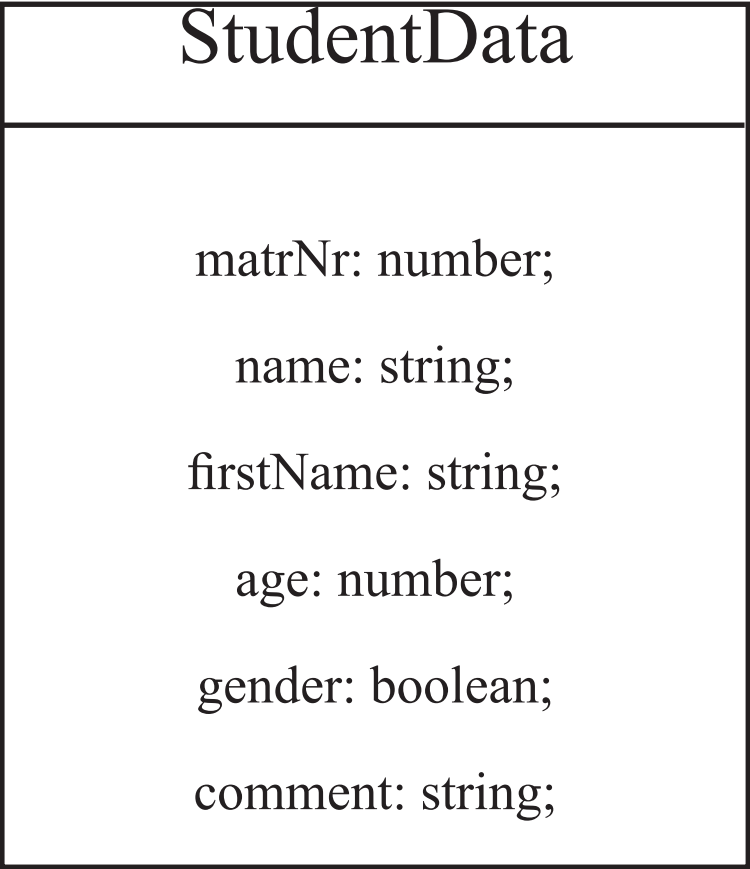 StudentData
matrNr: number;
name: string;
firstName: string;
age: number;
gender: boolean;
comment: string;